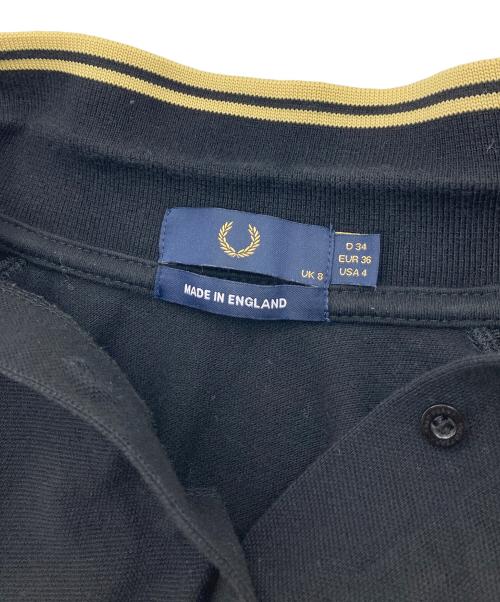 UK 8
D 34
EUR 36
USA 4
MADE IN ENGLAND